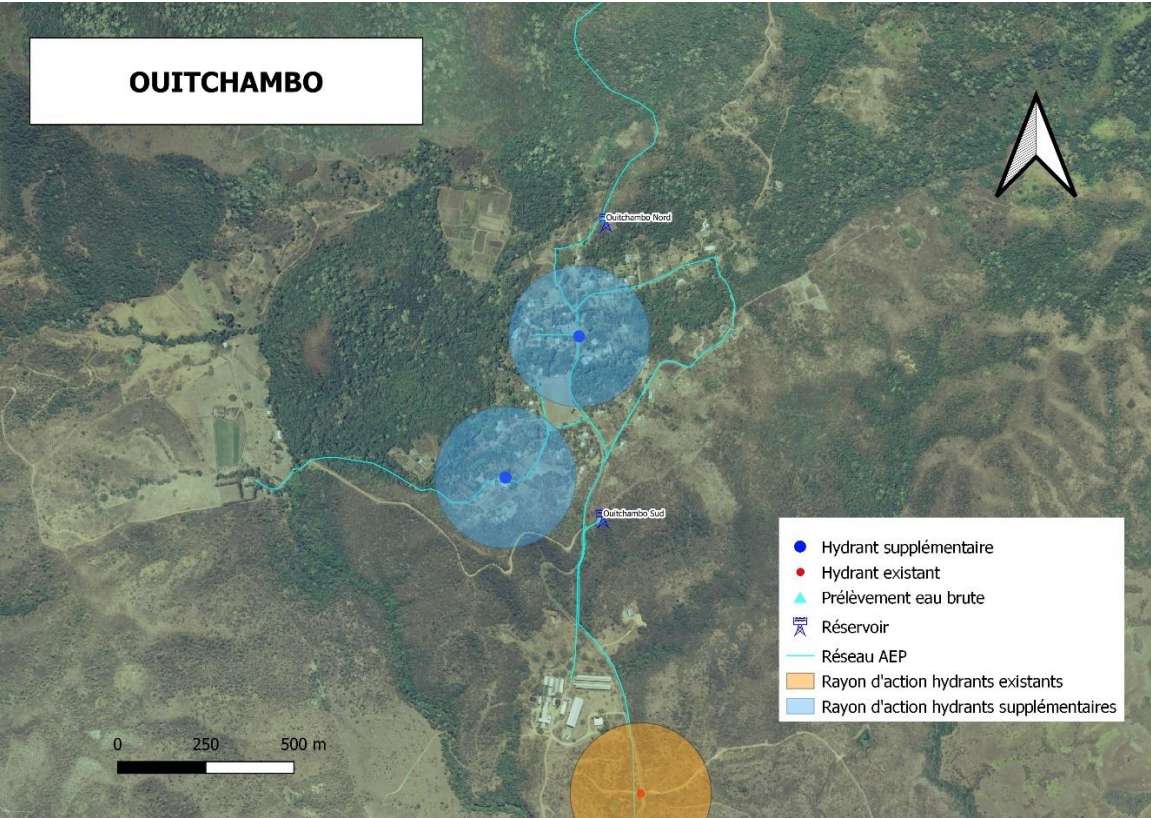 OUITCHAMBO
Ouitchambo Nord
Ouitchambo Sud
Hydrant supplémentaire
Hydrant existant
Prélèvement eau brute
Réservoir
Réseau AEP
Rayon d'action hydrants existants
Rayon d'action hydrants supplémentaires
0 250 500 m